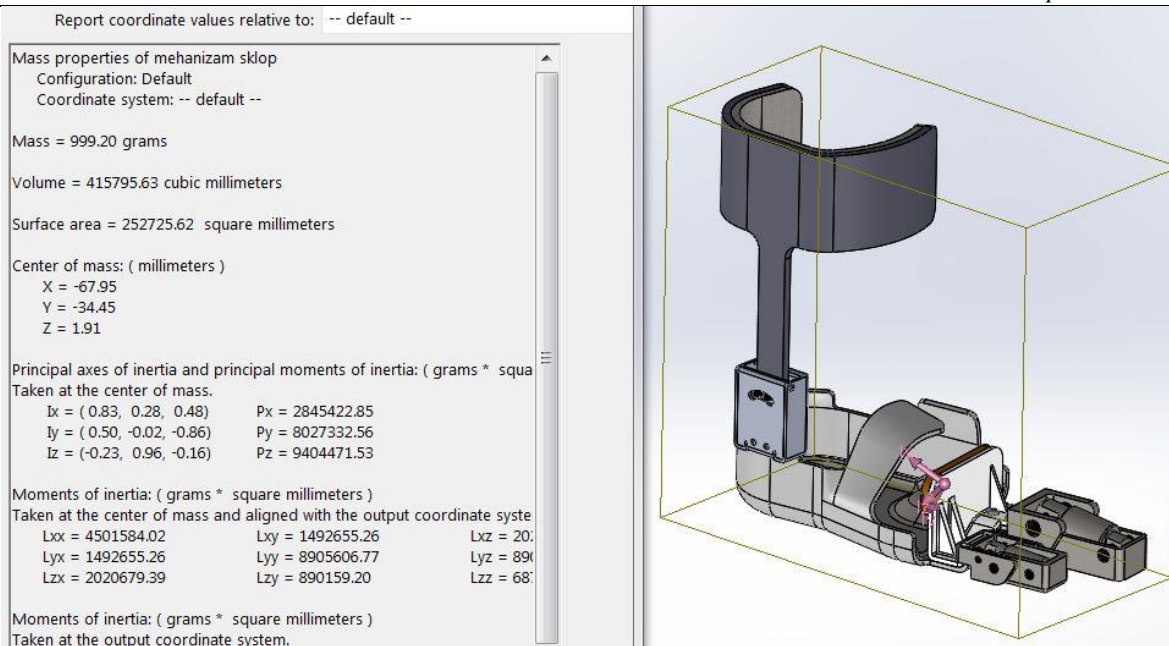 Report coordinate values relative to: -- default --
Mass properties of mehanizam sklop
Configuration: Default
Coordinate system: -- default --
Mass = 999.20 grams
Volume = 415795.63 cubic millimeters
Surface area = 252725.62 square millimeters
Center of mass: ( millimeters )
X = -67.95
Y = -34.45
Z = 1.91
Principal axes of inertia and principal moments of inertia: ( grams * squa
Taken at the center of mass.
Ix = ( 0.83, 0.28, 0.48) Px = 2845422.85
Iy = ( 0.50, -0.02, -0.86) Py = 8027332.56
Iz = (-0.23, 0.96, -0.16) Pz = 9404471.53
Moments of inertia: ( grams * square millimeters )
Taken at the center of mass and aligned with the output coordinate syste
Lxx = 4501584.02 Lxy = 1492655.26 Lxz = 20
Lyx = 1492655.26 Lyy = 8905606.77 Lyz = 89
Lzx = 2020679.39 Lzy = 890159.20 Lzz = 68
Moments of inertia: ( grams * square millimeters )
Taken at the output coordinate system.